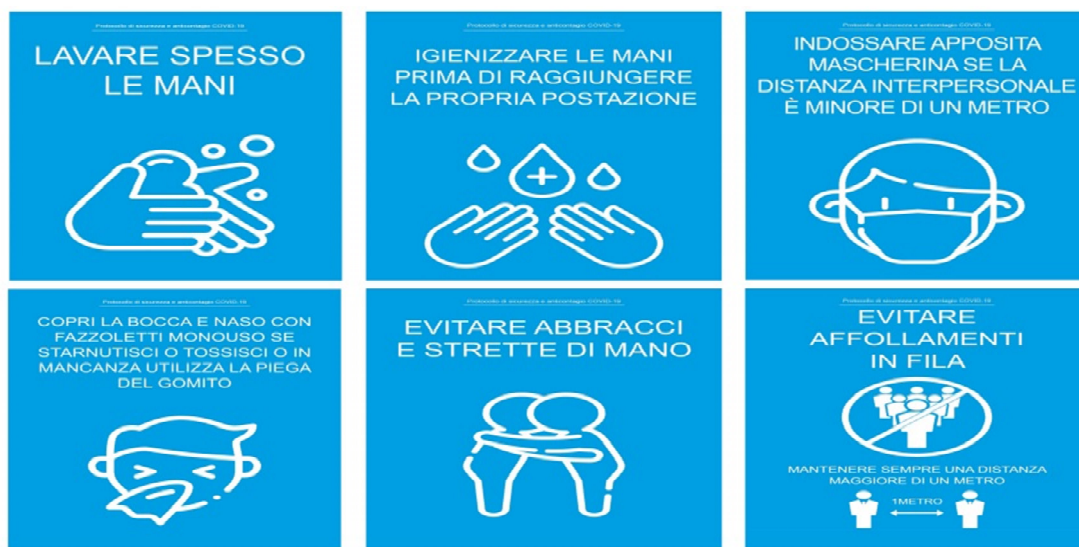 Protocollo di sicurezza e anticontagio COVID-19
LAVARE SPESSO
LE MANI
Protocollo di sicurezza e anticontagio COVID-19
IGIENIZZARE LE MANI
PRIMA DI RAGGIUNGERE
LA PROPRIA POSTAZIONE
Protocollo di sicurezza e anticontagio COVID-19
INDOSSARE APPOSITA
MASCHERINA SE LA
DISTANZA INTERPERSONALE
È MINORE DI UN METRO
Protocollo di sicurezza e anticontagio COVID-19
COPRI LA BOCCA E NASO CON
FAZZOLETTI MONOUSO SE
STARNUTISCI O TOSSISCI O IN
MANCANZA UTILIZZA LA PIEGA
DEL GOMITO
Protocollo di sicurezza e anticontagio COVID-19
EVITARE ABBRACCI
E STRETTE DI MANO
Protocollo di sicurezza e anticontagio COVID-19
EVITARE
AFFOLLAMENTI
IN FILA
MANTENERE SEMPRE UNA DISTANZA
MAGGIORE DI UN METRO
1METRO